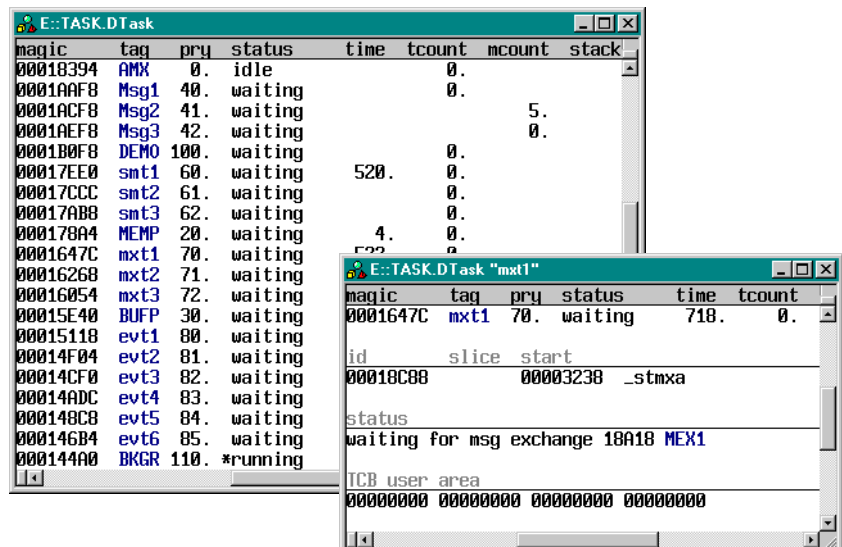 E::TASK.DTask
magic tag pry status time tcount mcount stack
00018394 AMX 0. idle 0.
0001AAF8 Msg1 40. waiting 0.
0001ACF8 Msg2 41. waiting 5.
0001AEF8 Msg3 42. waiting 0.
0001B0F8 DEMO 100. waiting 0.
00017EE0 smt1 60. waiting 520. 0.
00017CCC smt2 61. waiting 0.
00017AB8 smt3 62. waiting 0.
000178A4 MEMP 20. waiting 4. 0.
0001647C mxt1 70. waiting
00016268 mxt2 71. waiting
00016054 mxt3 72. waiting
00015E40 BUFP 30. waiting
00015118 evt1 80. waiting
00014F04 evt2 81. waiting
00014CF0 evt3 82. waiting
00014ADC evt4 83. waiting
000148C8 evt5 84. waiting
000146B4 evt6 85. waiting
000144A0 BKGR 110. *running
E::TASK.DTask "mxt1"
magic tag pry status time tcount
0001647C mxt1 70. waiting 718. 0.
id slice start
00018C88 00003238 _stmxa
status
waiting for msg exchange 18A18 MEX1
TCB user area
00000000 00000000 00000000 00000000